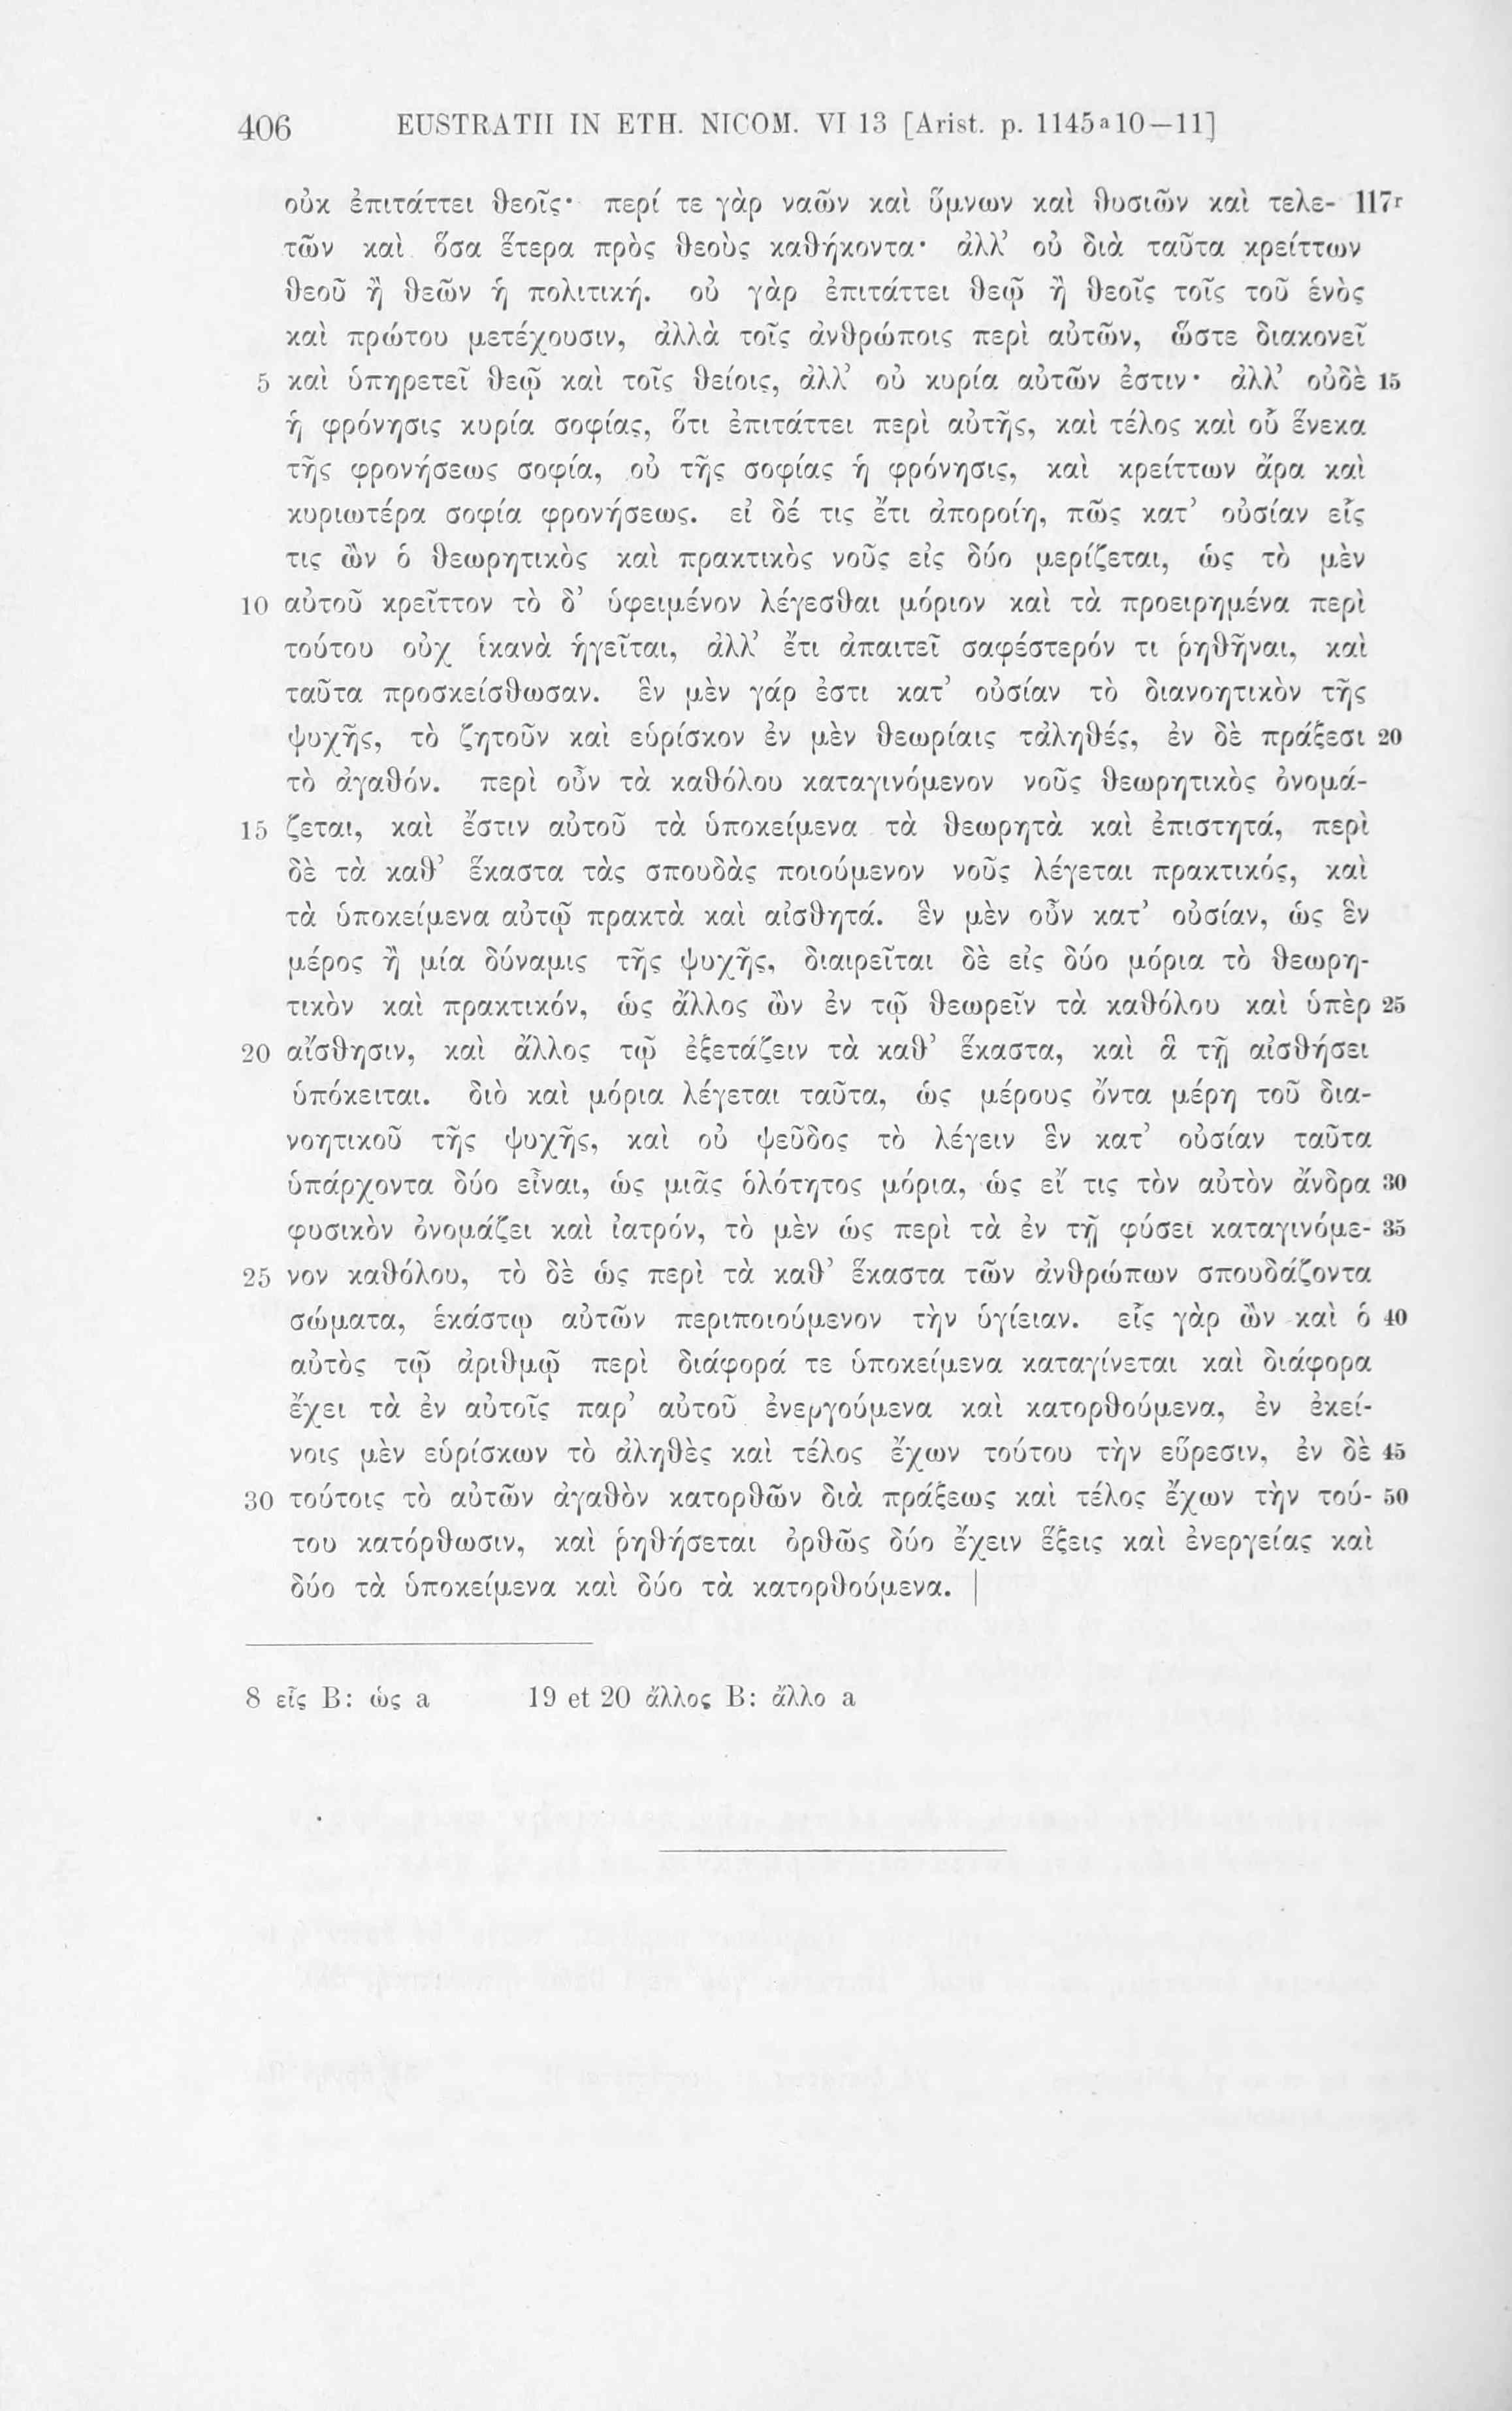 406 EUSTRATII IN ETH. NICOM. VI 13 [Arist. p. 1145ª10—11]
οὐκ ἐπιτάττει θεοῖς· περί τε γὰρ ναῶν καὶ ὕμνων καὶ θυσιῶν καὶ τελε- 117r
τῶν καὶ ὅσα ἕτερα πρὸς θεοὺς καθήκοντα· ἀλλ’ οὐ διὰ ταῦτα κρείττων
θεοῦ ἢ θεῶν ἡ πολιτική. οὐ γὰρ ἐπιτάττει θεῷ ἢ θεοῖς τοῖς τοῦ ἑνὸς
καὶ πρώτου μετέχουσιν, ἀλλὰ τοῖς ἀνθρώποις περὶ αὐτῶν, ὥστε διακονεῖ
5 καὶ ὑπηρετεῖ θεῷ καὶ τοῖς θείοις, ἀλλ’ οὐ κυρία αὐτῶν ἐστιν· ἀλλ’ οὐδὲ 15
ἡ φρόνησις κυρία σοφίας, ὅτι ἐπιτάττει περὶ αὐτῆς, καὶ τέλος καὶ οὗ ἕνεκα
τῆς φρονήσεως σοφία, οὐ τῆς σοφίας ἡ φρόνησις, καὶ κρείττων ἄρα καὶ
κυριωτέρα σοφία φρονήσεως. εἰ δέ τις ἔτι ἀποροίη, πῶς κατ’ οὐσίαν εἷς
τις ὢν ὁ θεωρητικὸς καὶ πρακτικὸς νοῦς εἰς δύο μερίζεται, ὡς τὸ μὲν
10 αὐτοῦ κρεῖττον τὸ δ’ ὑφειμένον λέγεσθαι μόριον καὶ τὰ προειρημένα περὶ
τούτου οὐχ ἱκανὰ ἡγεῖται, ἀλλ’ ἔτι ἀπαιτεῖ σαφέστερόν τι ῥηθῆναι, καὶ
ταῦτα προσκείσθωσαν. ἓν μὲν γάρ ἐστι κατ’ οὐσίαν τὸ διανοητικὸν τῆς
ψυχῆς, τὸ ζητοῦν καὶ εὑρίσκον ἐν μὲν θεωρίαις τἀληθές, ἐν δὲ πράξεσι 20
τὸ ἀγαθόν. περὶ οὖν τὰ καθόλου καταγινόμενον νοῦς θεωρητικὸς ὀνομά-
15 ζεται, καὶ ἔστιν αὐτοῦ τὰ ὑποκείμενα τὰ θεωρητὰ καὶ ἐπιστητά, περὶ
δὲ τὰ καθ’ ἕκαστα τὰς σπουδὰς ποιούμενον νοῦς λέγεται πρακτικός, καὶ
τὰ ὑποκείμενα αὐτῷ πρακτὰ καὶ αἰσθητά. ἓν μὲν οὖν κατ’ οὐσίαν, ὡς ἓν
μέρος ἢ μία δύναμις τῆς ψυχῆς, διαιρεῖται δὲ εἰς δύο μόρια τὸ θεωρη-
τικὸν καὶ πρακτικόν, ὡς ἄλλος ὢν ἐν τῷ θεωρεῖν τὰ καθόλου καὶ ὑπὲρ 25
20 αἴσθησιν, καὶ ἄλλος τῷ ἐξετάζειν τὰ καθ’ ἕκαστα, καὶ ἃ τῇ αἰσθήσει
ὑπόκειται. διὸ καὶ μόρια λέγεται ταῦτα, ὡς μέρους ὄντα μέρη τοῦ δια-
νοητικοῦ τῆς ψυχῆς, καὶ οὐ ψεῦδος τὸ λέγειν ἓν κατ’ οὐσίαν ταῦτα
ὑπάρχοντα δύο εἶναι, ὡς μιᾶς ὁλότητος μόρια, ὡς εἴ τις τὸν αὐτὸν ἄνδρα 30
φυσικὸν ὀνομάζει καὶ ἰατρόν, τὸ μὲν ὡς περὶ τὰ ἐν τῇ φύσει καταγινόμε- 35
25 νον καθόλου, τὸ δὲ ὡς περὶ τὰ καθ’ ἕκαστα τῶν ἀνθρώπων σπουδάζοντα
σώματα, ἑκάστῳ αὐτῶν περιποιούμενον τὴν ὑγίειαν. εἷς γὰρ ὢν καὶ ὁ 40
αὐτὸς τῷ ἀριθμῷ περὶ διάφορά τε ὑποκείμενα καταγίνεται καὶ διάφορα
ἔχει τὰ ἐν αὐτοῖς παρ’ αὐτοῦ ἐνεργούμενα καὶ κατορθούμενα, ἐν ἐκεί-
νοις μὲν εὑρίσκων τὸ ἀληθὲς καὶ τέλος ἔχων τούτου τὴν εὕρεσιν, ἐν δὲ 45
30 τούτοις τὸ αὐτῶν ἀγαθὸν κατορθῶν διὰ πράξεως καὶ τέλος ἔχων τὴν τού- 50
του κατόρθωσιν, καὶ ῥηθήσεται ὀρθῶς δύο ἔχειν ἕξεις καὶ ἐνεργείας καὶ
δύο τὰ ὑποκείμενα καὶ δύο τὰ κατορθούμενα. |
8 εἷς B: ὡς a 19 et 20 ἄλλος B: ἄλλο a